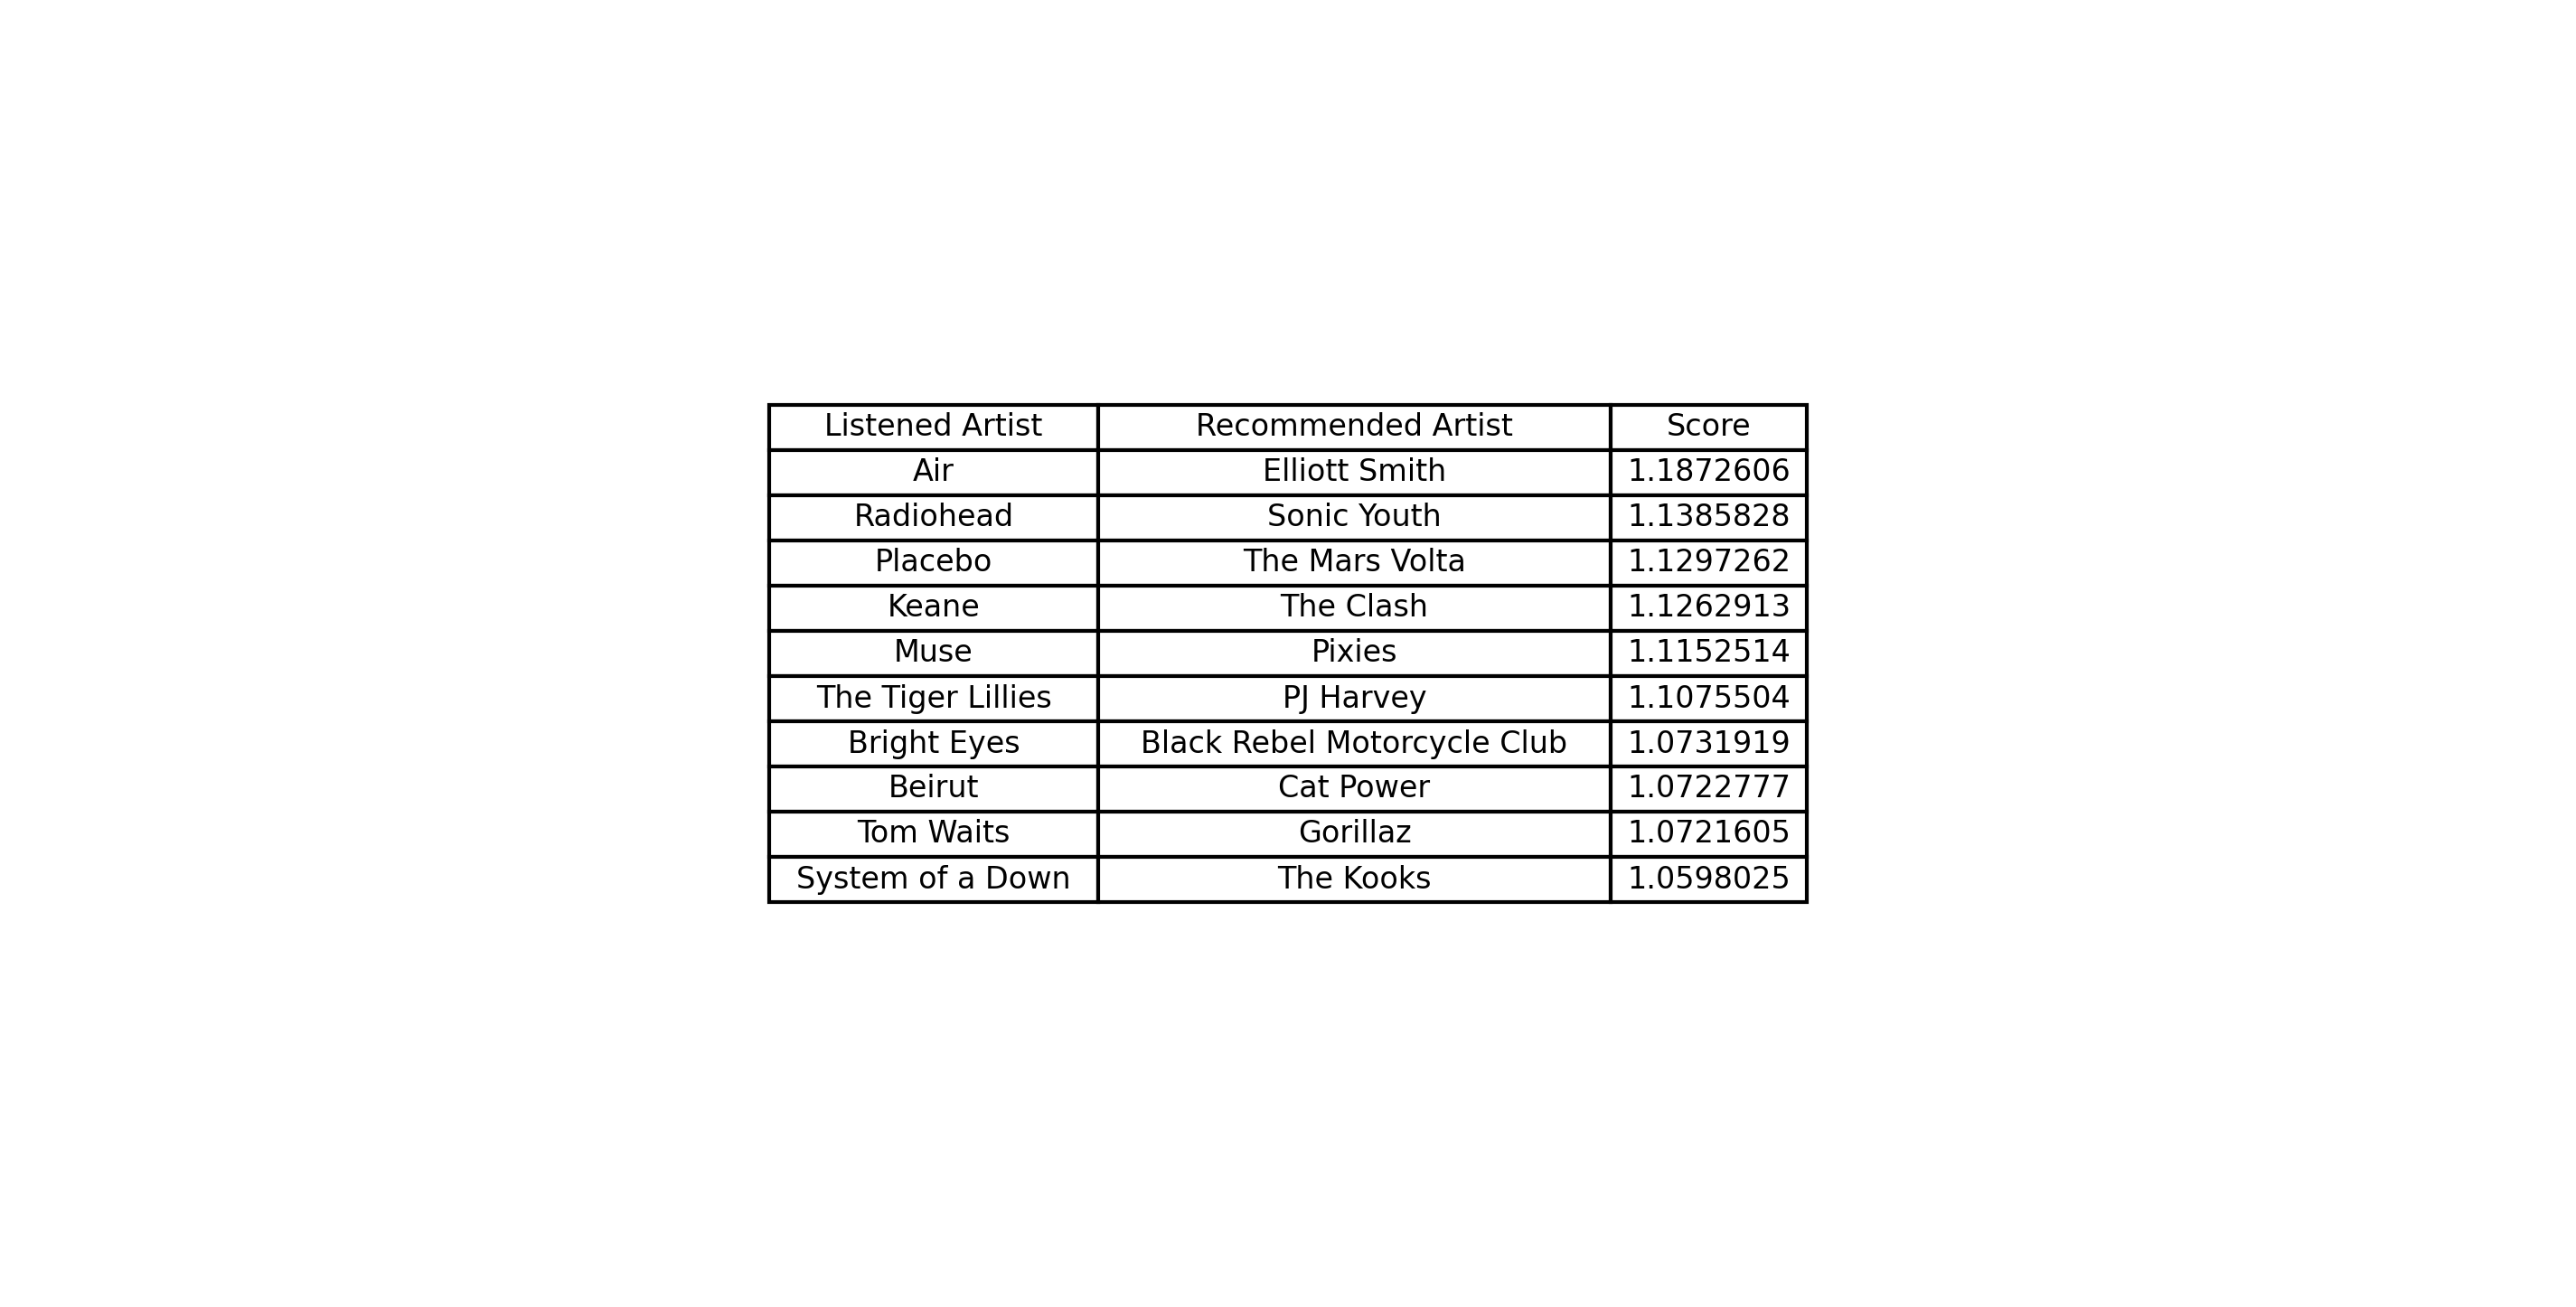 Listened Artist Recommended Artist Score
Air Elliott Smith 1.1872606
Radiohead Sonic Youth 1.1385828
Placebo The Mars Volta 1.1297262
Keane The Clash 1.1262913
Muse Pixies 1.1152514
The Tiger Lillies PJ Harvey 1.1075504
Bright Eyes Black Rebel Motorcycle Club 1.0731919
Beirut Cat Power 1.0722777
Tom Waits Gorillaz 1.0721605
System of a Down The Kooks 1.0598025